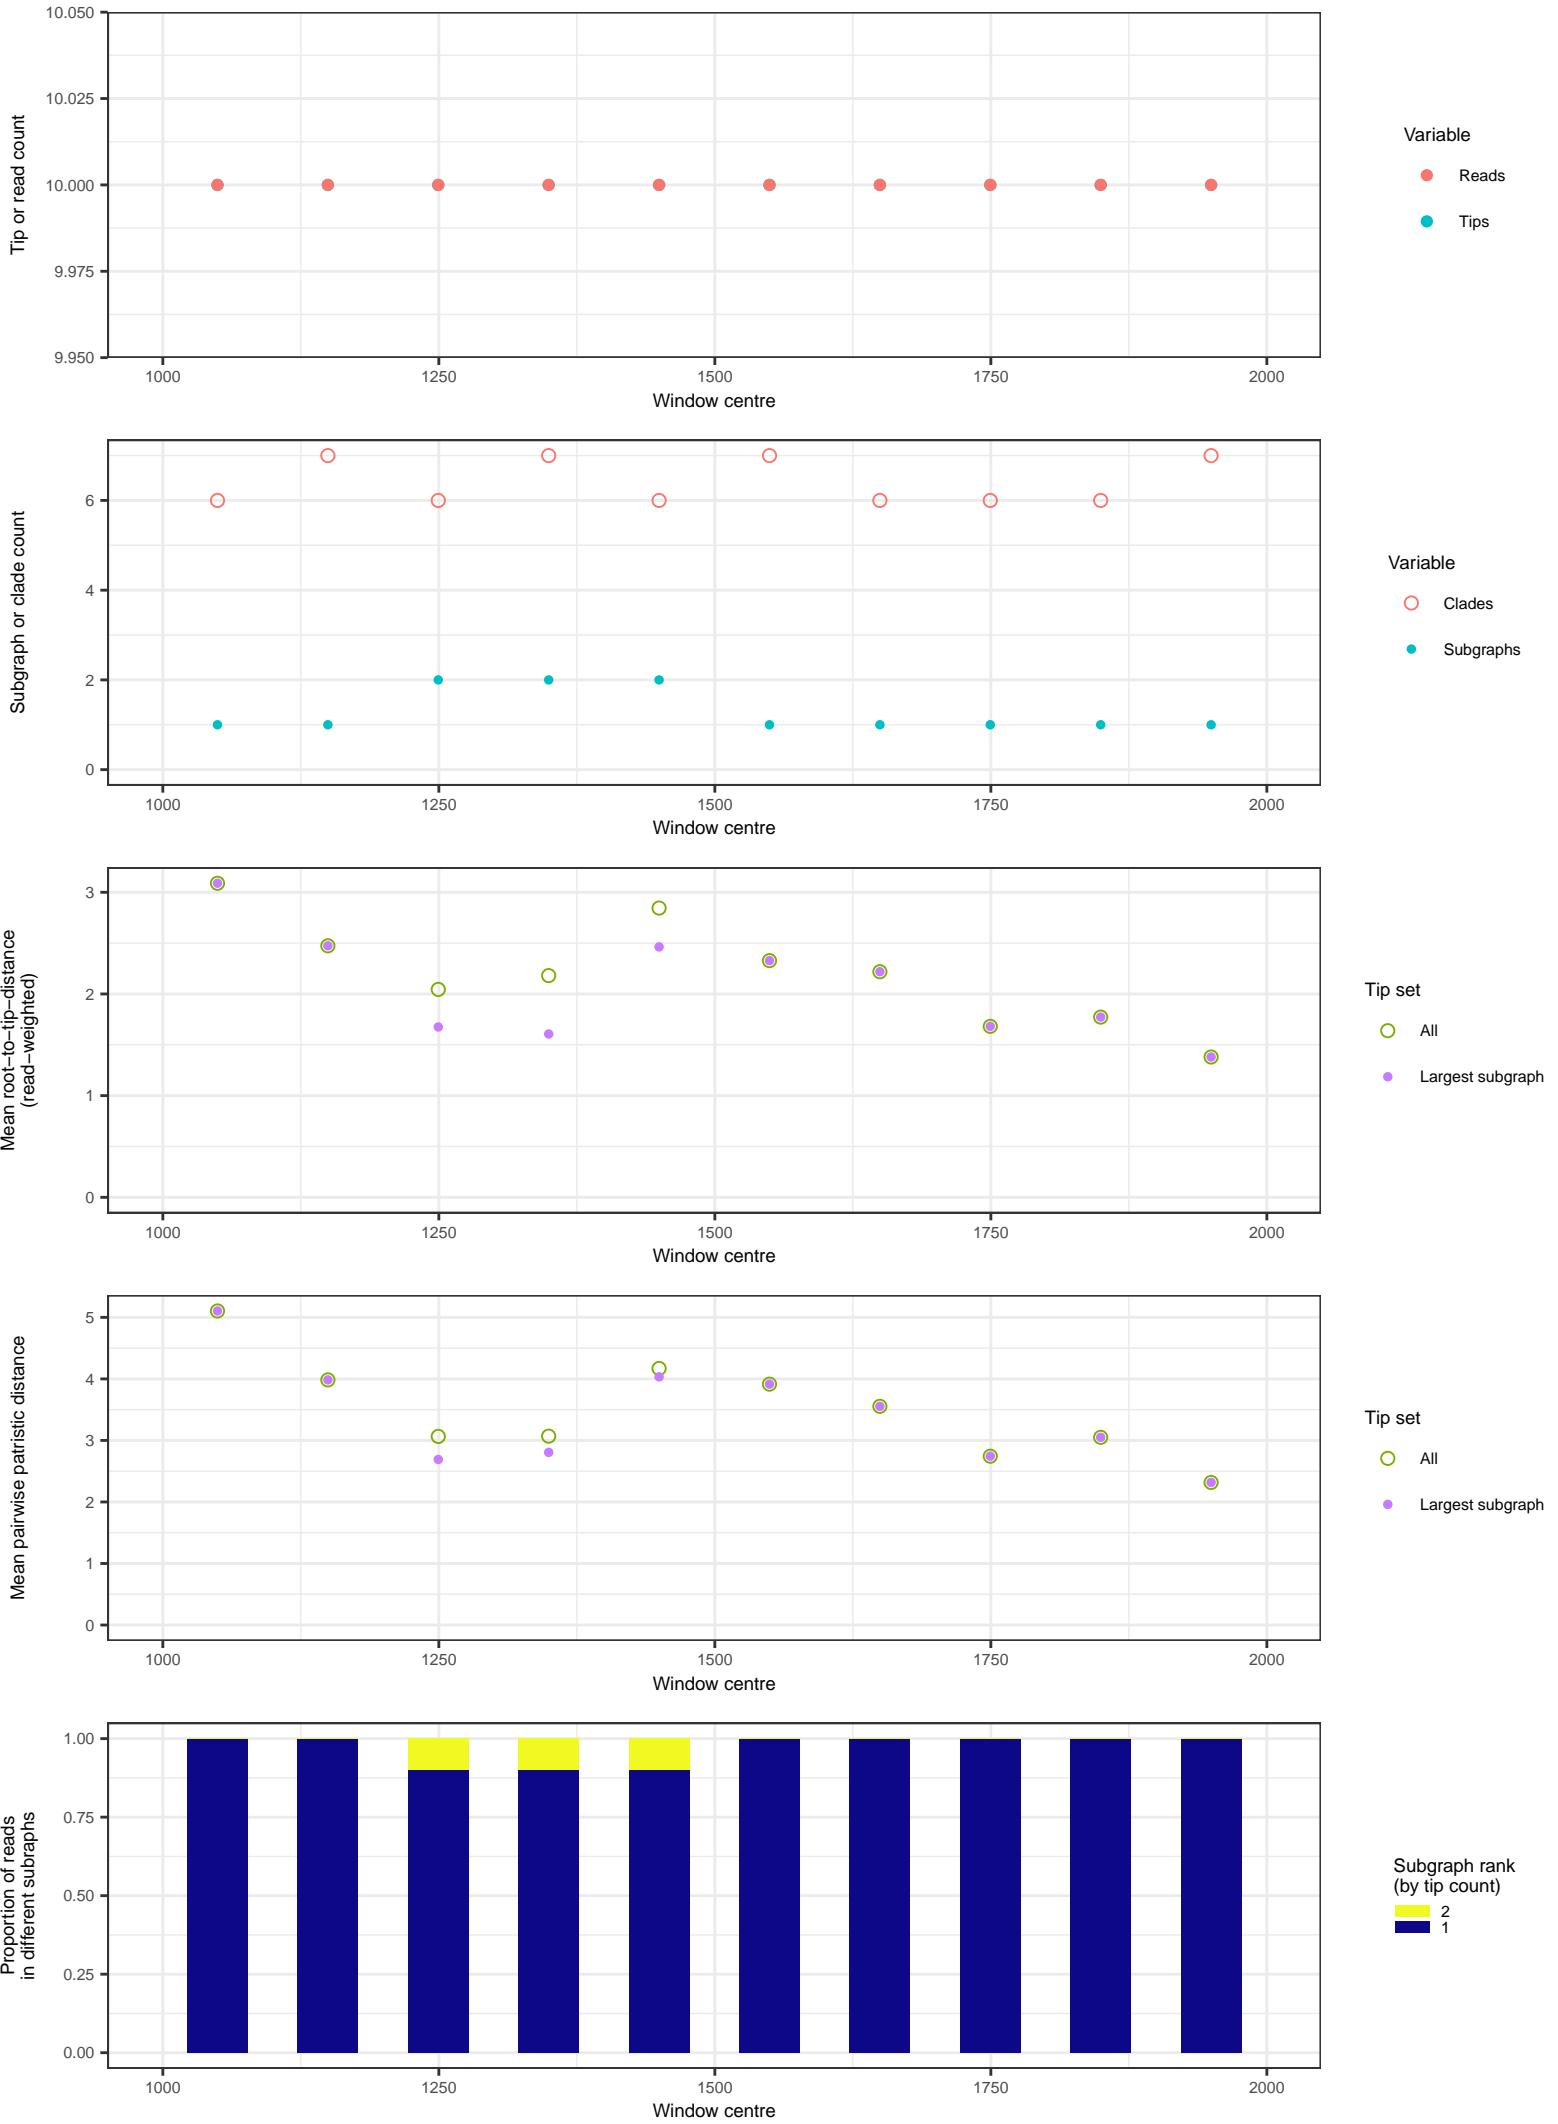 10.050
10.025
10.000
9.975
9.950
Tip or read count
1000 1250 1500 1750 2000
Window centre
Variable
Reads
Tips
6
4
2
0
Subgraph or clade count
1000 1250 1500 1750 2000
Window centre
Variable
Clades
Subgraphs
3
2
1
0
Mean root−to−tip−distance
(read−weighted)
1000 1250 1500 1750 2000
Window centre
Tip set
All
Largest subgraph
5
4
3
2
1
0
Mean pairwise patristic distance
1000 1250 1500 1750 2000
Window centre
Tip set
All
Largest subgraph
1.00
0.75
0.50
0.25
0.00
Proportion of reads
in different subraphs
1000 1250 1500 1750 2000
Window centre
Subgraph rank
(by tip count)
2
1